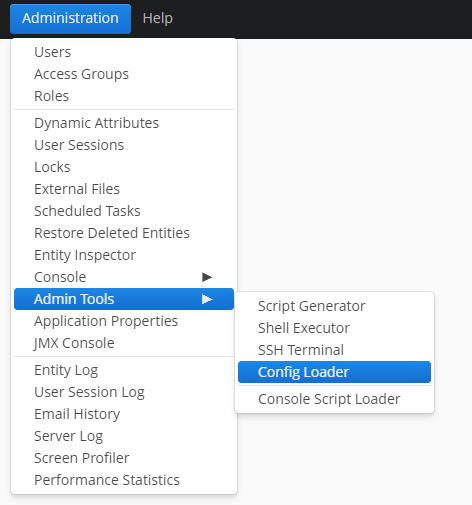 Administration Help
Users
Access Groups
Roles
Dynamic Attributes
User Sessions
Locks
External Files
Scheduled Tasks
Restore Deleted Entities
Entity Inspector
Console
Admin Tools
Application Properties
JMX Console
Entity Log
User Session Log
Email History
Server Log
Screen Profiler
Performance Statistics
Script Generator
Shell Executor
SSH Terminal
Config Loader
Console Script Loader